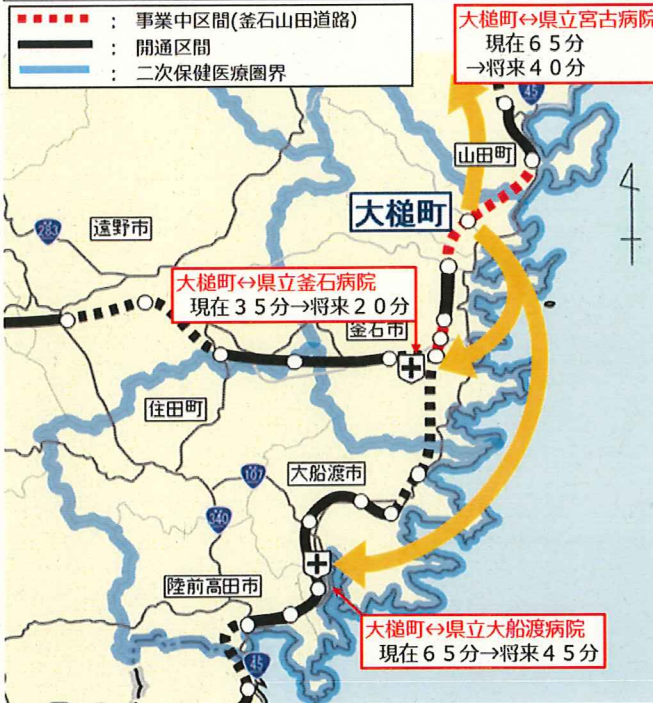 : 事業中区間(釜石山田道路)
: 開通区間
: 二次保健医療圏界
大槌町↔県立宮古病院
現在65分
→将来40分
45
山田町
大槌町
283
遠野市
大槌町↔県立釜石病院
現在35分→将来20分
釜石市
住田町
大船渡市
107
340
陸前高田市
大槌町↔県立大船渡病院
現在65分→将来45分
45